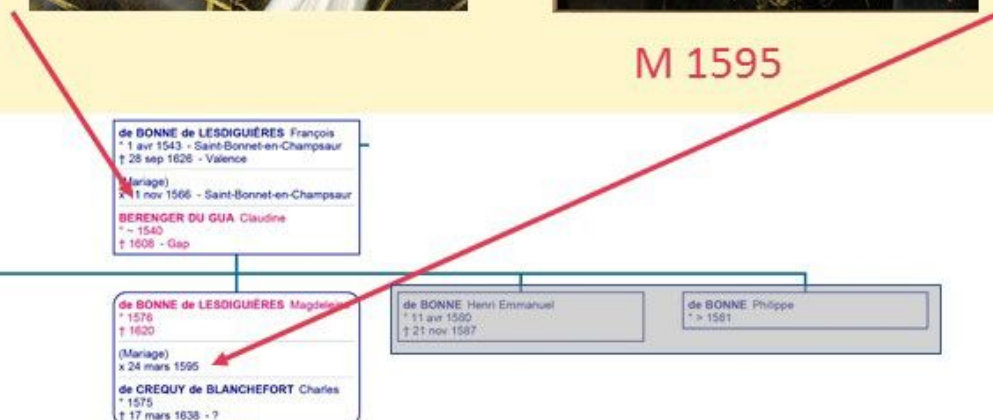 M 1595
de BONNE de LESDIGUIÈRES François
° 1 avr 1543 - Saint-Bonnet-en-Champsaur
† 28 sep 1626 - Valence
(Mariage)
x 11 nov 1566 - Saint-Bonnet-en-Champsaur
BERENGER DU GUA Claudine
° ~ 1540
† 1608 - Gap
de BONNE de LESDIGUIÈRES Magdeleine
° 1576
† 1620
(Mariage)
x 24 mars 1595
de CREQUY de BLANCHEFORT Charles
° 1575
† 17 mars 1638 - ?
de BONNE Henri Emmanuel
° 11 avr 1580
† 21 nov 1587
de BONNE Philippe
° > 1581